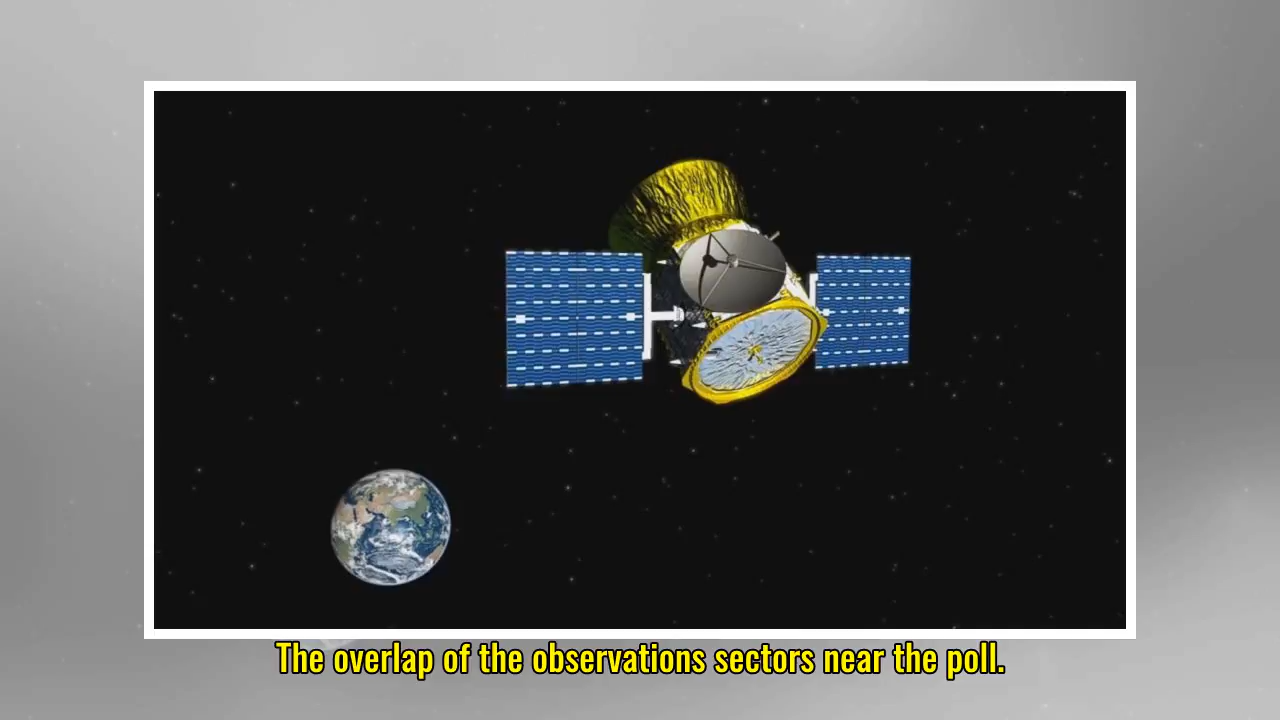 The overlap of the observations sectors near the poll.